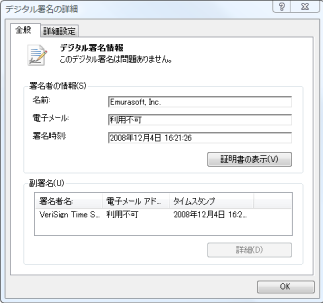 デジタル署名の詳細
全般 詳細設定
デジタル署名情報
このデジタル署名は問題ありません。
署名者の情報(S)
名前: Emurasoft, Inc.
電子メール: 利用不可
署名時刻: 2008年12月4日 16:21:26
証明書の表示(V)
副署名(U)
署名者名: 電子メール アド... タイムスタンプ
VeriSign Time S... 利用不可 2008年12月4日 16:2...
詳細(D)
OK